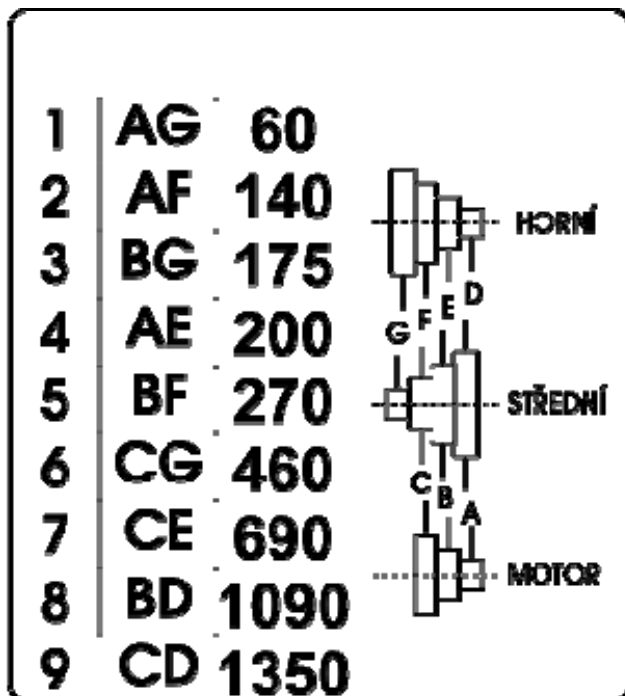 1 AG 60
2 AF 140
3 BG 175
4 AE 200
5 BF 270
6 CG 460
7 CE 690
8 BD 1090
9 CD 1350
HORNÍ
G F E D
STŘEDNÍ
C B A
MOTOR